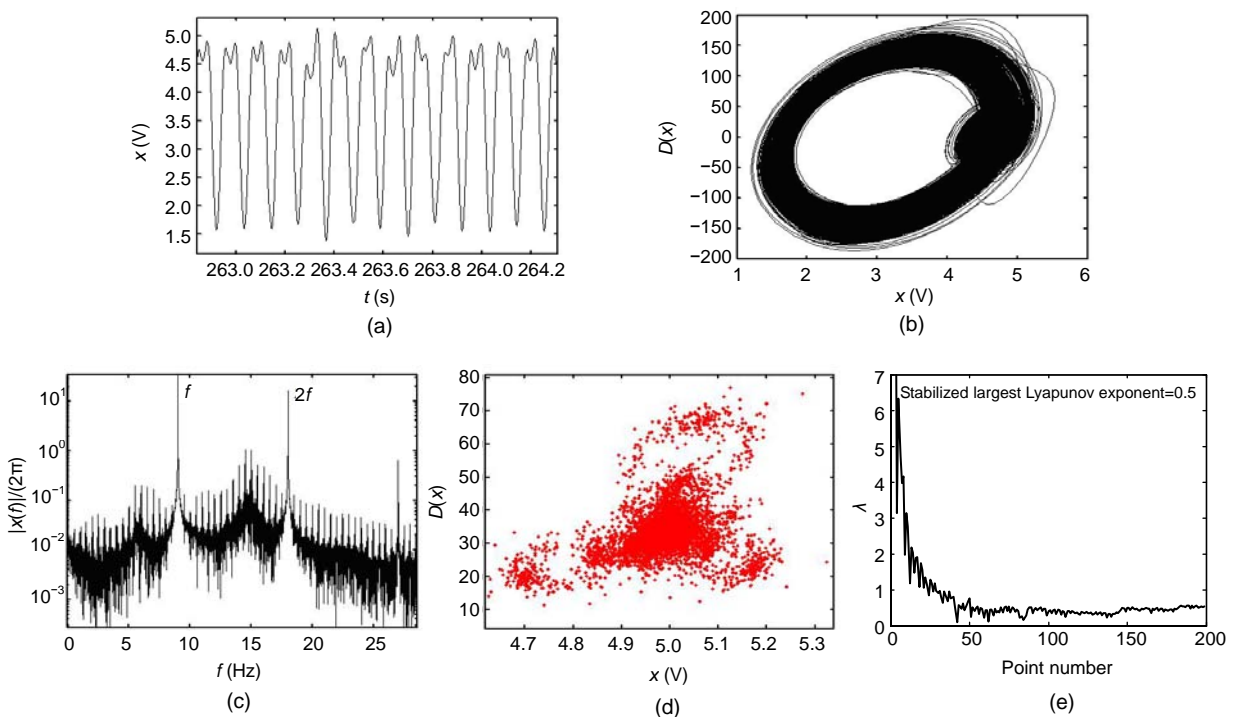 5.0
4.5
4.0
3.5
3.0
2.5
2.0
1.5
x (V)
263.0 263.2 263.4 263.6 263.8 264.0 264.2
t (s)
(a)
200
150
100
50
0
−50
−100
−150
−200
D(x)
1 2 3 4 5 6
x (V)
(b)
10¹
10⁰
10⁻¹
10⁻²
10⁻³
|x(f)|/(2π)
f
2f
0 5 10 15 20 25
f (Hz)
(c)
80
70
60
50
40
30
20
10
D(x)
4.7 4.8 4.9 5.0 5.1 5.2 5.3
x (V)
(d)
7
6
5
4
3
2
1
0
λ
Stabilized largest Lyapunov exponent=0.5
0 50 100 150 200
Point number
(e)